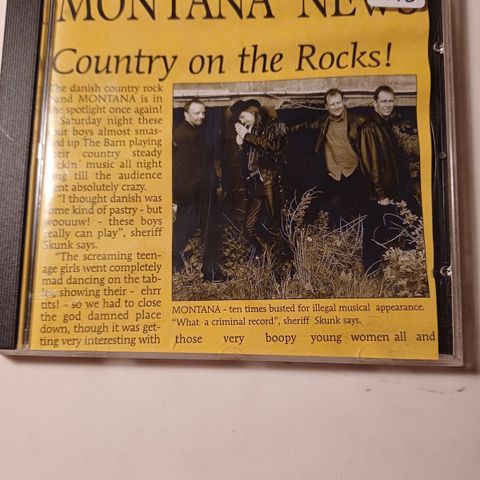 MONTANA NEWS
Country on the Rocks!
The danish country rock
band MONTANA is in
the spotlight once again!
Saturday night these
our boys almost smas-
ed up The Barn playing
their country steady
ckin' music all night
ong till the audience
ent absolutely crazy.
"I thought danish was
some kind of pastry - but
woouuw! - these boys
really can play", sheriff
Skunk says.
"The screaming teen-
age girls went completely
mad dancing on the tab-
les, showing their - ehrr
tits! - so we had to close
the god damned place
down, though it was get-
ting very interesting with
MONTANA - ten times busted for illegal musical appearance.
"What a criminal record", sheriff Skunk says.
those very boopy young women all and